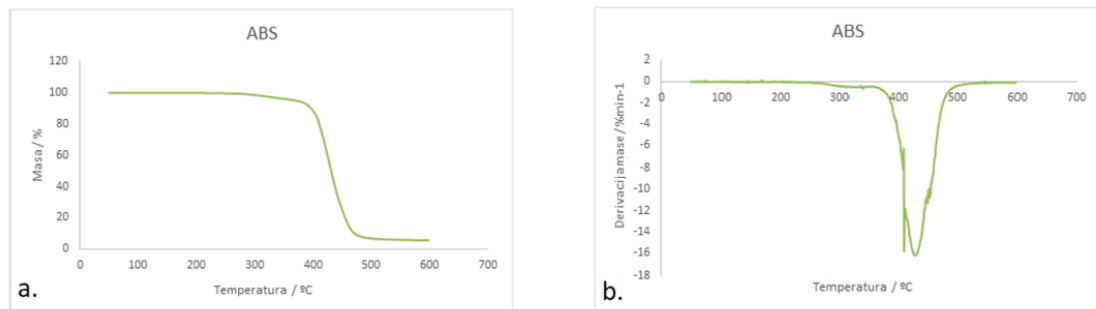 ABS
120
100
80
60
40
20
0
Masa / %
0 100 200 300 400 500 600 700
Temperatura / ºC
a.
ABS
2
0
-2
-4
-6
-8
-10
-12
-14
-16
-18
Derivacijamase / %min-1
0 100 200 300 400 500 600 700
Temperatura / ºC
b.